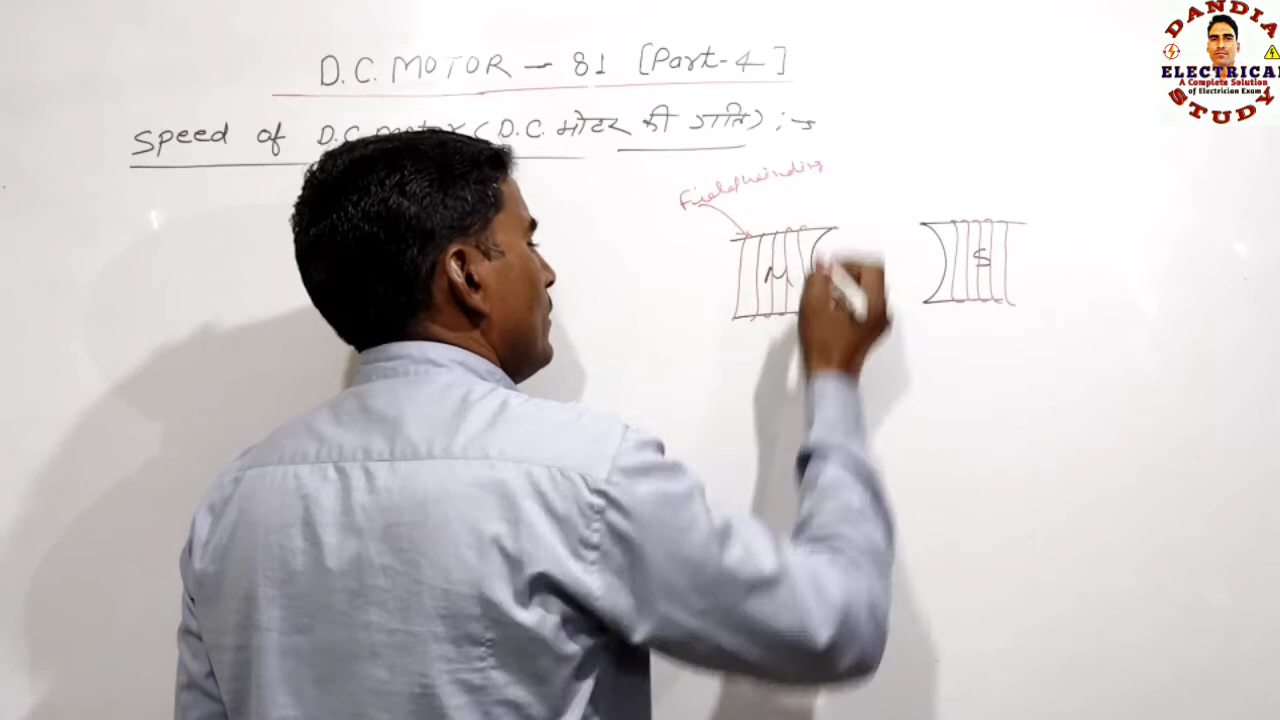 D.C. MOTOR - 81 [Part-4]
Speed of D.C. motor (D.C. मोटर की गति) :→
Field winding
N
S
DANDIA
ELECTRICAL
A Complete Solution
of Electrician Exam
STUDY